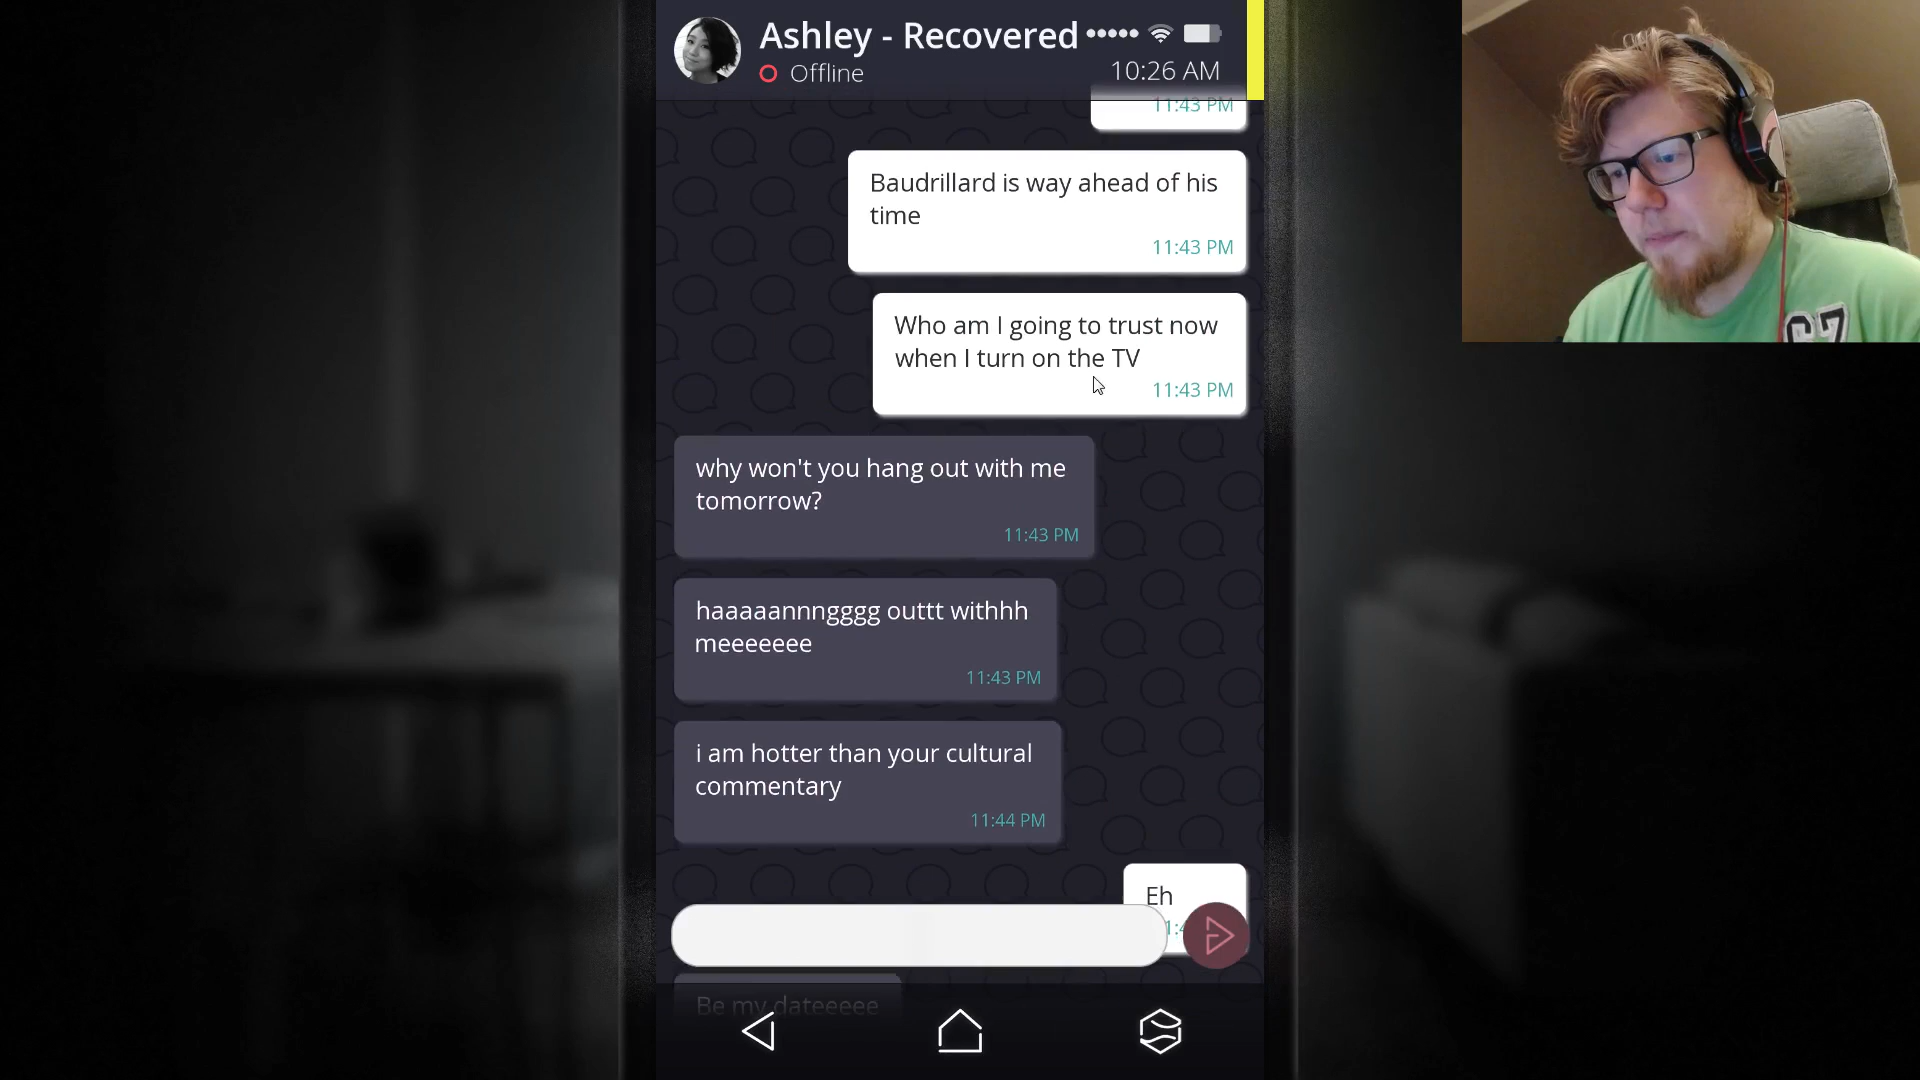 Ashley - Recovered
Offline
10:26 AM
11:43 PM
Baudrillard is way ahead of his
time
11:43 PM
Who am I going to trust now
when I turn on the TV
11:43 PM
why won't you hang out with me
tomorrow?
11:43 PM
haaaaannngggg outtt withhh
meeeeeee
11:43 PM
i am hotter than your cultural
commentary
11:44 PM
Eh
Be my dateeeee